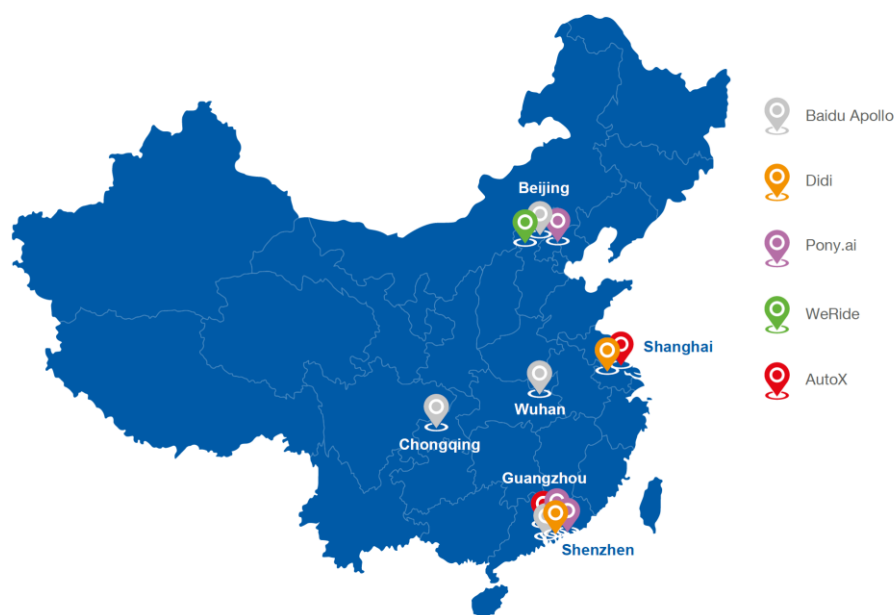 Beijing
Shanghai
Wuhan
Chongqing
Guangzhou
Shenzhen
Baidu Apollo
Didi
Pony.ai
WeRide
AutoX